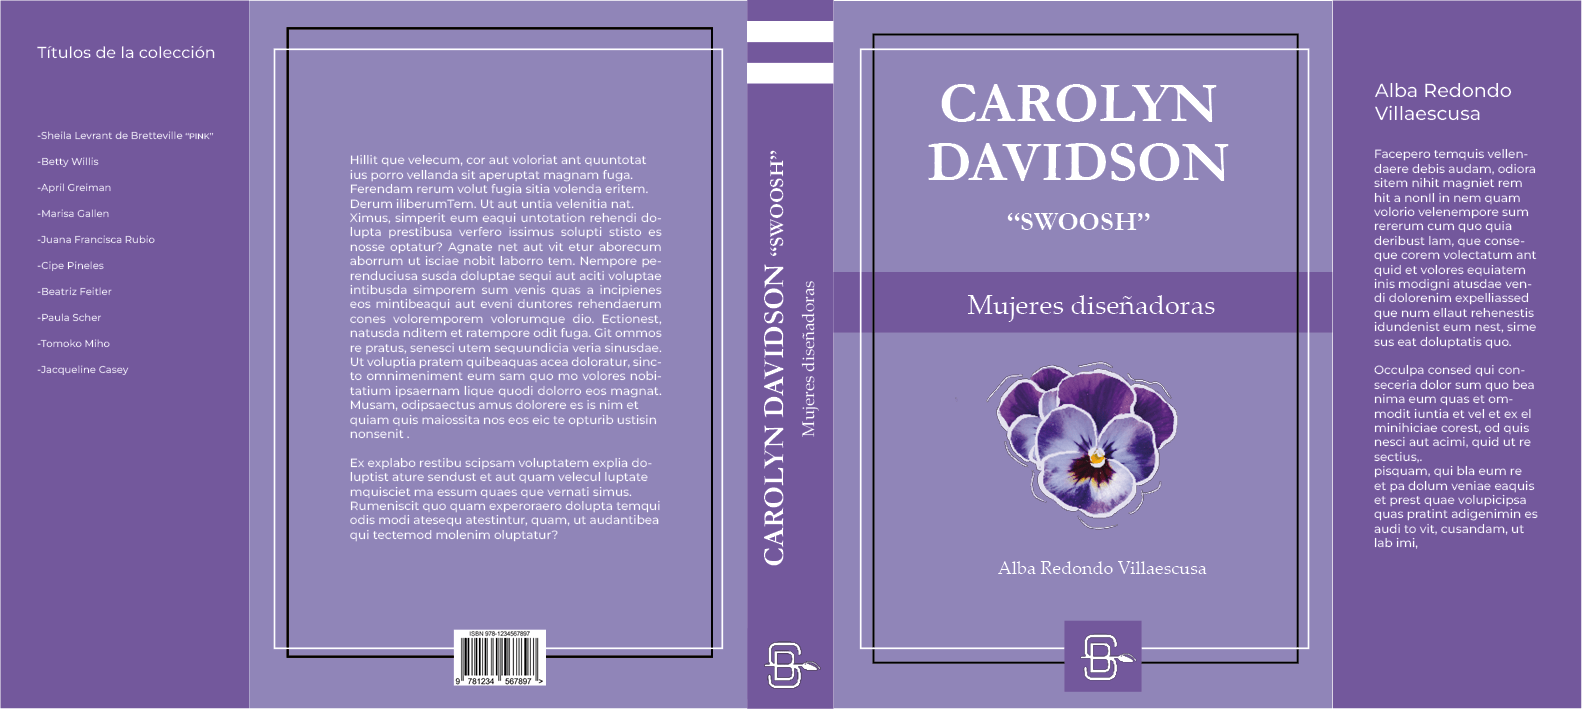 Títulos de la colección
-Sheila Levrant de Bretteville “PINK”
-Betty Willis
-April Greiman
-Marisa Gallen
-Juana Francisca Rubio
-Cipe Pineles
-Beatriz Feitler
-Paula Scher
-Tomoko Miho
-Jacqueline Casey
Hillit que velecum, cor aut voloriat ant quuntotat
ius porro vellanda sit aperuptat magnam fuga.
Ferendam rerum volut fugia sitia volenda eritem.
Derum iliberumTem. Ut aut untia velenitia nat.
Ximus, simperit eum eaqui untotation rehendi do-
lupta prestibusa verfero issimus solupti stisto es
nosse optatur? Agnate net aut vit etur aborecum
aborrum ut isciae nobit laborro tem. Nempore pe-
renduciusa susda doluptae sequi aut aciti voluptae
intibusda simporem sum venis quas a incipienes
eos mintibeaqui aut eveni duntores rehendaerum
cones voloremporem volorumque dio. Ectionest,
natusda nditem et ratempore odit fuga. Git ommos
re pratus, senesci utem sequundicia veria sinusdae.
Ut voluptia pratem quibeaquas acea doloratur, sinc-
to omnimeniment eum sam quo mo volores nobi-
tatium ipsaernam lique quodi dolorro eos magnat.
Musam, odipsaectus amus dolorere es is nim et
quiam quis maiossita nos eos eic te opturib ustisin
nonsenit .
Ex explabo restibu scipsam voluptatem explia do-
luptist ature sendust et aut quam velecul luptate
mquisciet ma essum quaes que vernati simus.
Rumeniscit quo quam experoraero dolupta temqui
odis modi atesequ atestintur, quam, ut audantibea
qui tectemod molenim oluptatur?
ISBN 978-1234567897
9 781234 567897 >
CAROLYN DAVIDSON “SWOOSH”
Mujeres diseñadoras
CAROLYN
DAVIDSON
“SWOOSH”
Mujeres diseñadoras
Alba Redondo Villaescusa
Alba Redondo
Villaescusa
Facepero temquis vellen-
daere debis audam, odiora
sitem nihit magniet rem
hit a nonll in nem quam
volorio velenempore sum
rererum cum quo quia
deribust lam, que conse-
que corem volectatum ant
quid et volores equiatem
inis modigni atusdae ven-
di dolorenim expelliassed
que num ellaut rehenestis
idundenist eum nest, sime
sus eat doluptatis quo.
Occulpa consed qui con-
seceria dolor sum quo bea
nima eum quas et om-
modit iuntia et vel et ex el
minihiciae corest, od quis
nesci aut acimi, quid ut re
sectius,.
pisquam, qui bla eum re
et pa dolum veniae eaquis
et prest quae volupicipsa
quas pratint adigenimin es
audi to vit, cusandam, ut
lab imi,